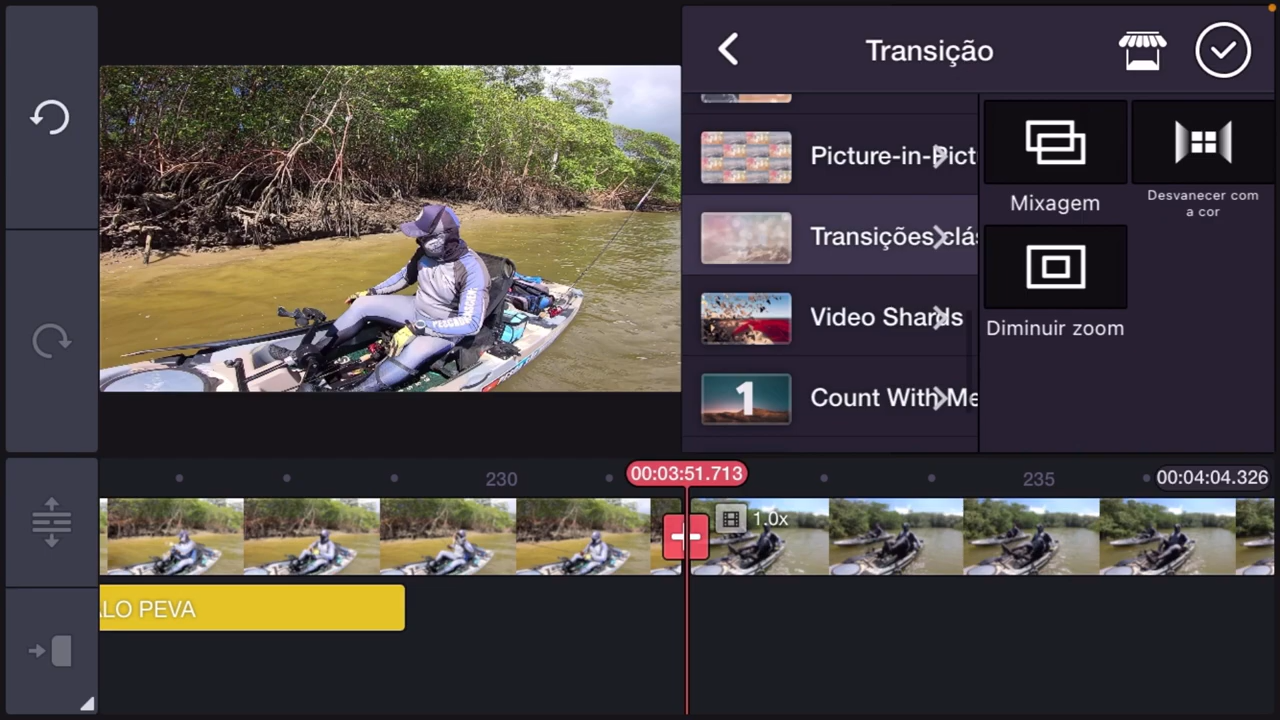 Transição
Picture-in-Pict
Mixagem
Desvanecer com
a cor
Transições clás
Video Shards
Diminuir zoom
1
Count With Me
230
00:03:51.713
235
00:04:04.326
1.0x
LO PEVA